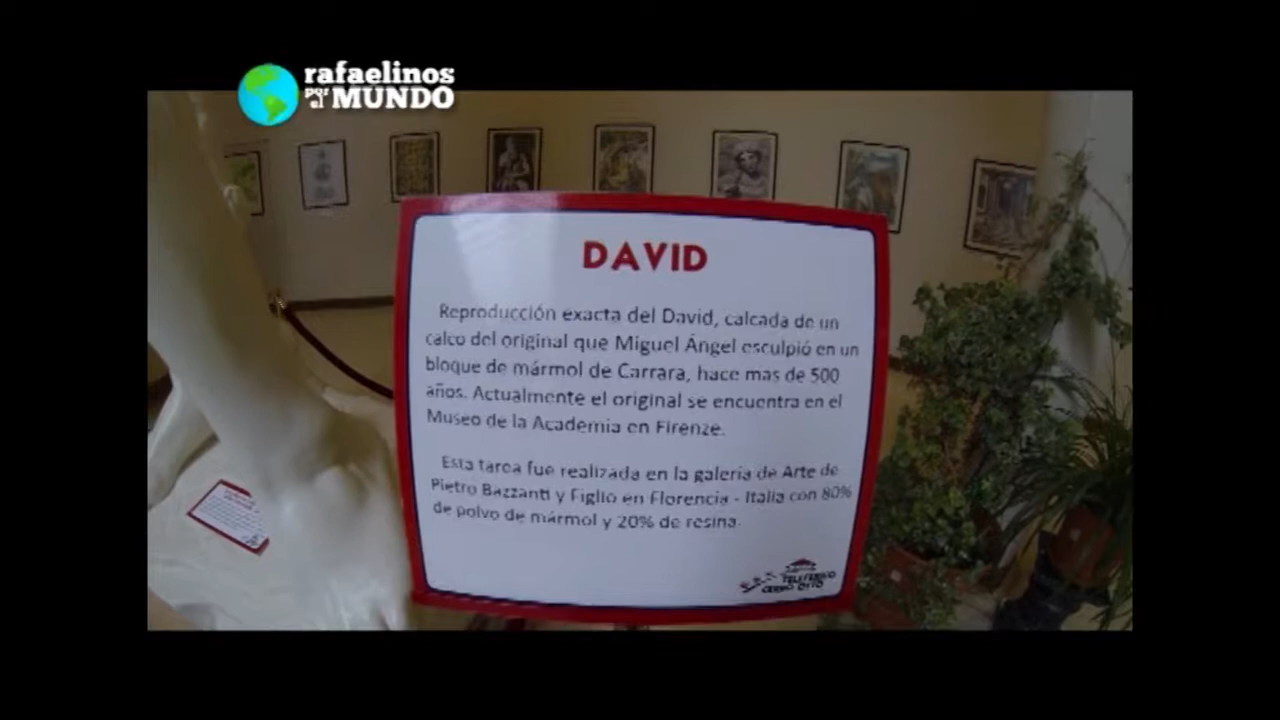 rafaelinos
por el MUNDO
DAVID
Reproducción exacta del David, calcada de un
calco del original que Miguel Ángel esculpió en un
bloque de mármol de Carrara, hace mas de 500
años. Actualmente el original se encuentra en el
Museo de la Academia en Firenze.
Esta tarea fue realizada en la galería de Arte de
Pietro Bazzanti y Figlio en Florencia - Italia con 80%
de polvo de mármol y 20% de resina.
TELEFERICO
CERRO OTTO